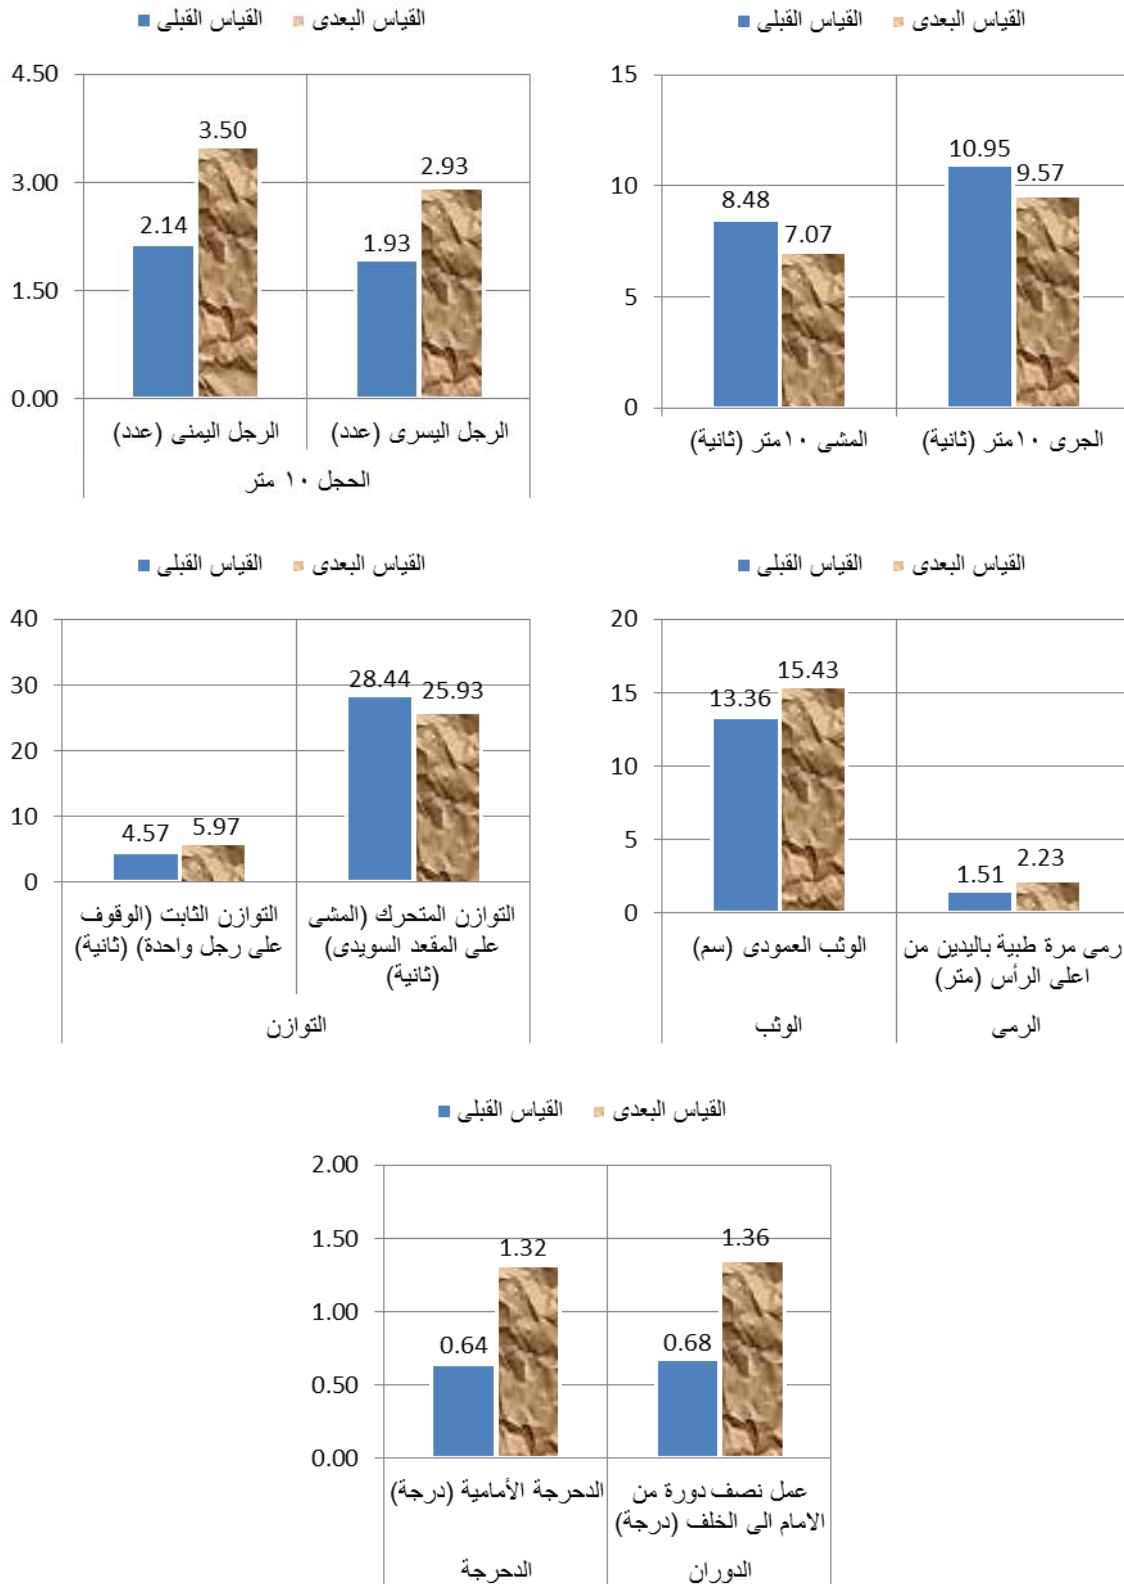 القياس القبلى القياس البعدى
4.50
3.00
1.50
0.00
2.14
3.50
1.93
2.93
الرجل اليمنى (عدد)
الرجل اليسرى (عدد)
الحجل ١٠ متر
القياس القبلى القياس البعدى
15
10
5
0
8.48
7.07
10.95
9.57
المشى ١٠متر (ثانية)
الجرى ١٠متر (ثانية)
القياس القبلى القياس البعدى
40
30
20
10
0
4.57
5.97
28.44
25.93
التوازن الثابت (الوقوف
على رجل واحدة) (ثانية)
التوازن المتحرك (المشى
على المقعد السويدى)
(ثانية)
التوازن
القياس القبلى القياس البعدى
20
15
10
5
0
13.36
15.43
1.51
2.23
الوثب العمودى (سم)
رمى مرة طبية باليدين من
اعلى الرأس (متر)
الوثب
الرمى
القياس القبلى القياس البعدى
2.00
1.50
1.00
0.50
0.00
0.64
1.32
0.68
1.36
الدحرجة الأمامية (درجة)
عمل نصف دورة من
الامام الى الخلف (درجة)
الدحرجة
الدوران